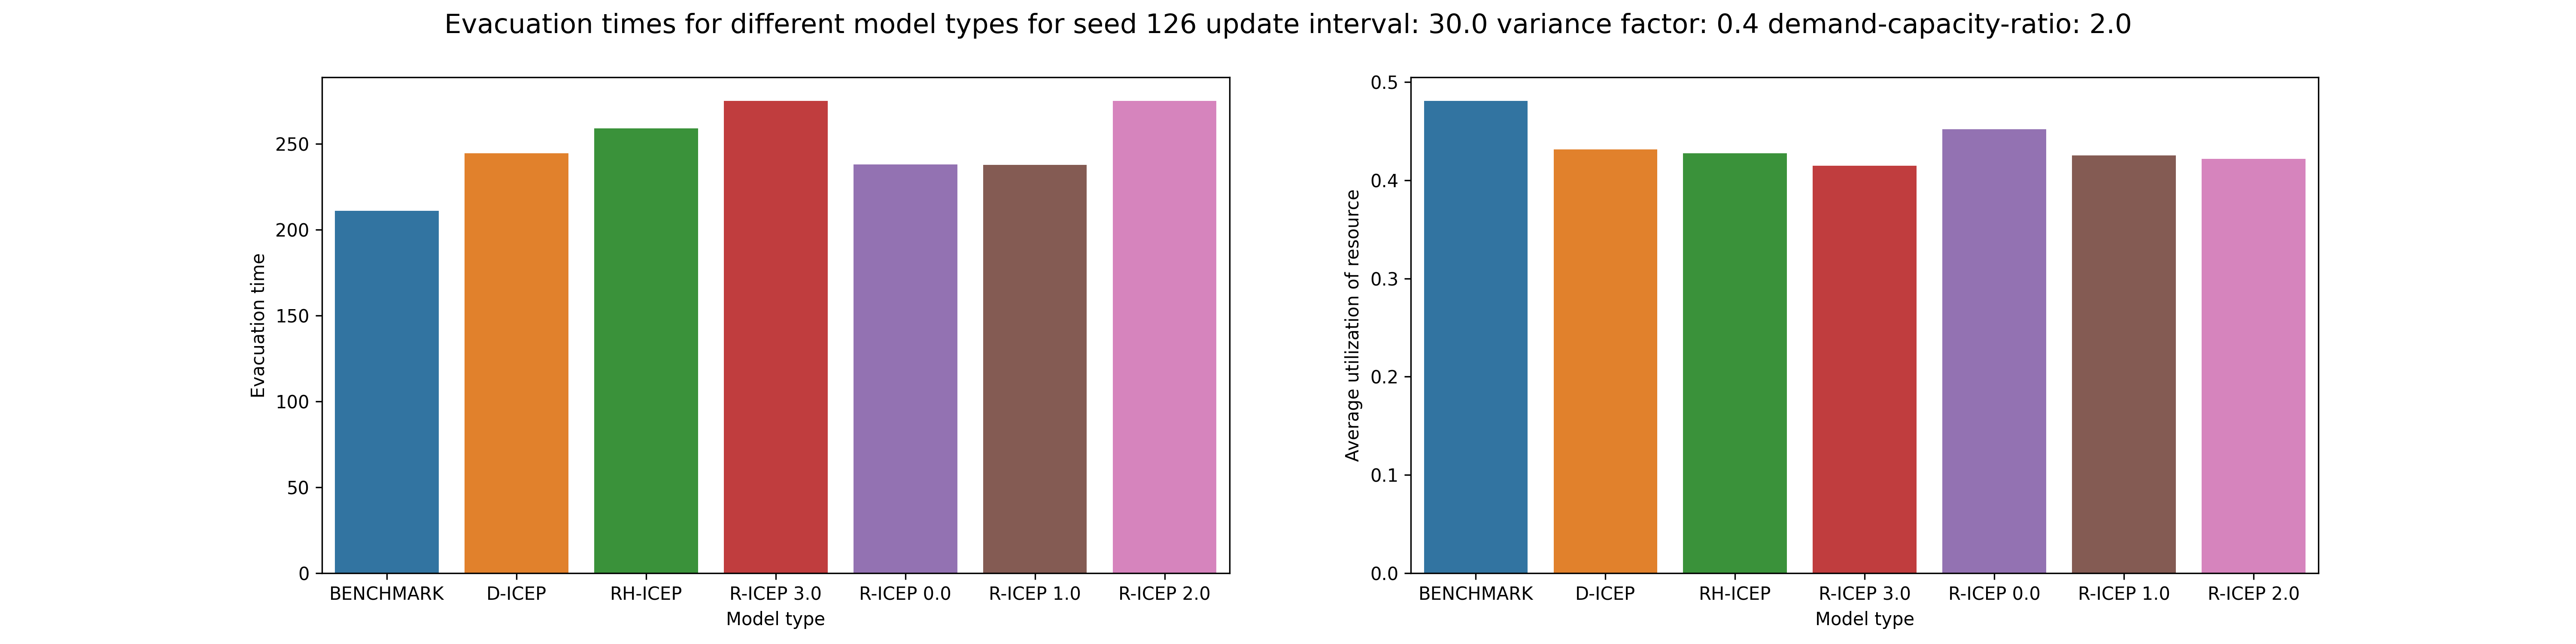 Evacuation times for different model types for seed 126 update interval: 30.0 variance factor: 0.4 demand-capacity-ratio: 2.0
Evacuation time
250
200
150
100
50
0
BENCHMARK D-ICEP RH-ICEP R-ICEP 3.0 R-ICEP 0.0 R-ICEP 1.0 R-ICEP 2.0
Model type
Average utilization of resource
0.5
0.4
0.3
0.2
0.1
0.0
BENCHMARK D-ICEP RH-ICEP R-ICEP 3.0 R-ICEP 0.0 R-ICEP 1.0 R-ICEP 2.0
Model type